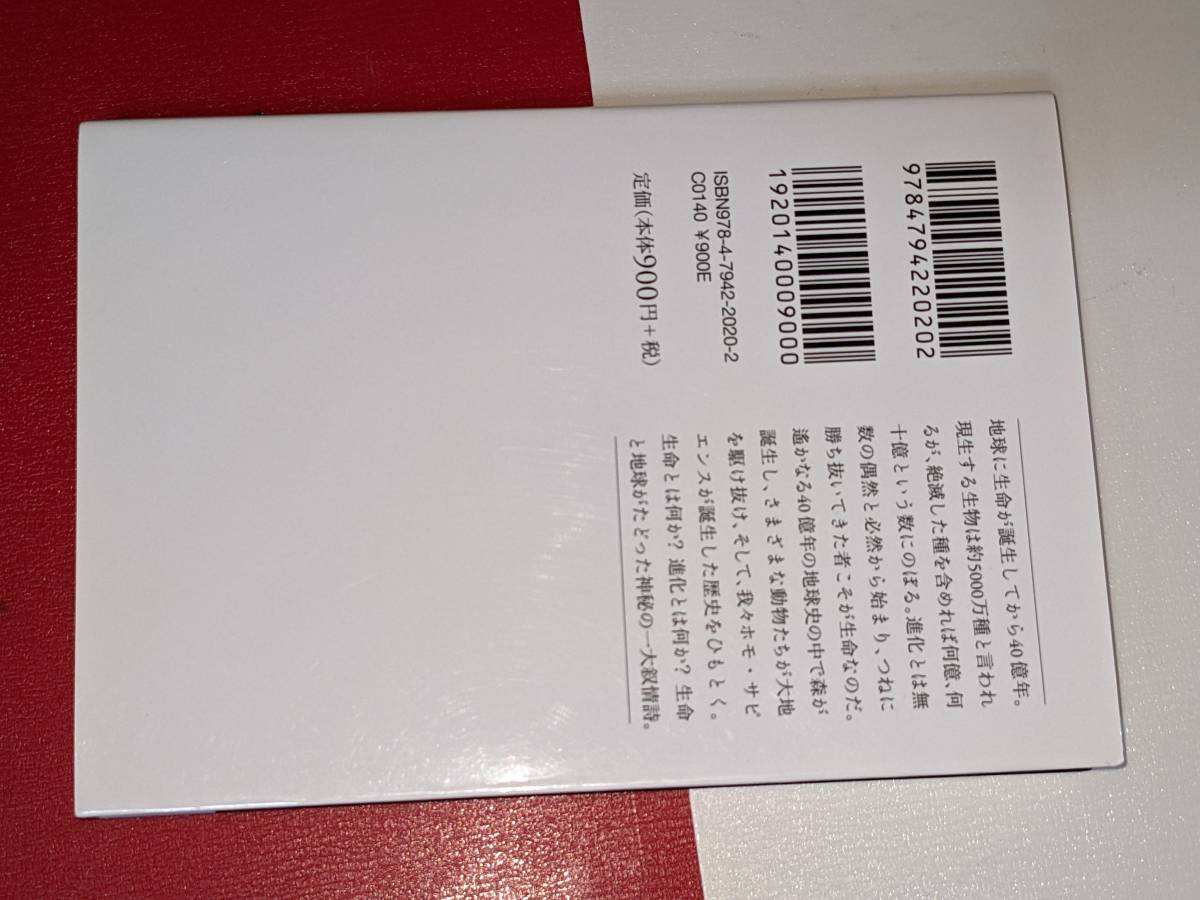 9784794220202
1920140009000
ISBN978-4-7942-2020-2
C0140 ¥900E
定価(本体900円+税)
地球に生命が誕生してから40億年。
現生する生物は約5000万種と言われ
るが、絶滅した種を含めれば何億、何
十億という数にのぼる。進化とは無
数の偶然と必然から始まり、つねに
勝ち抜いてきた者こそが生命なのだ。
遙かなる40億年の地球史の中で森が
誕生し、さまざまな動物たちが大地
を駆け抜け、そして、我々ホモ・サピ
エンスが誕生した歴史をひもとく。
生命とは何か? 進化とは何か? 生命
と地球がたどった神秘の一大叙情詩。